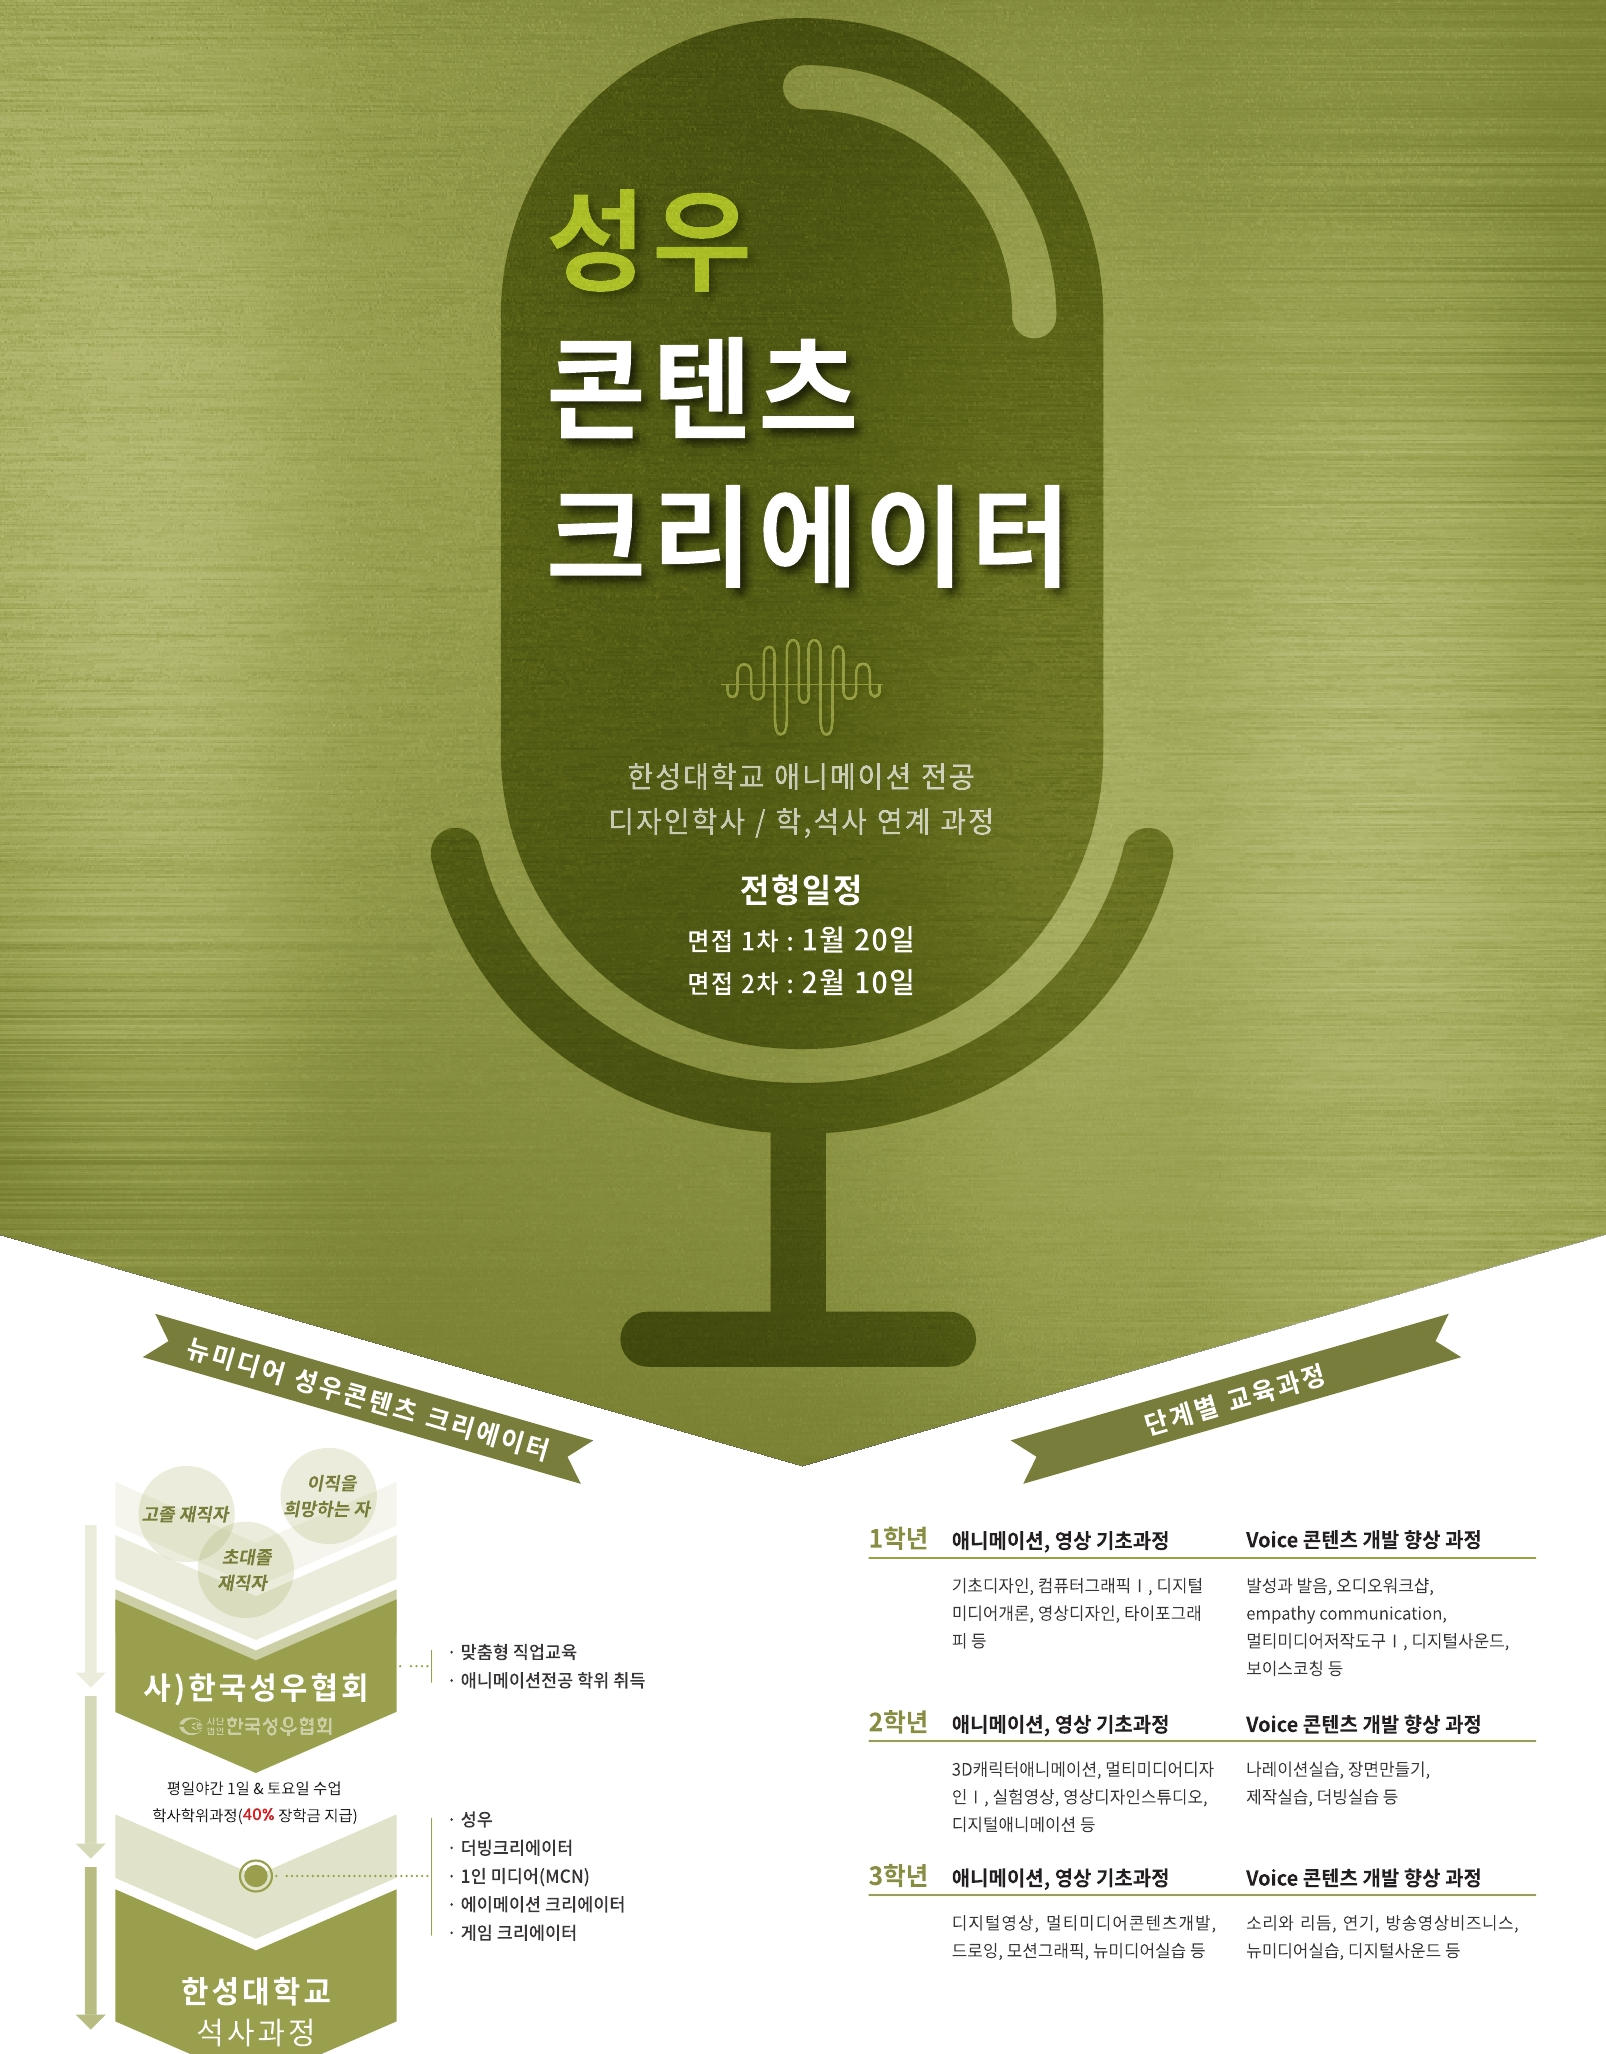 성우
콘텐츠
크리에이터
한성대학교 애니메이션 전공
디자인학사 / 학,석사 연계 과정
전형일정
면접 1차 : 1월 20일
면접 2차 : 2월 10일
뉴미디어 성우콘텐츠 크리에이터
고졸 재직자
이직을
희망하는 자
초대졸
재직자
사)한국성우협회
사단
법인 한국성우협회
· 맞춤형 직업교육
· 애니메이션전공 학위 취득
평일야간 1일 & 토요일 수업
학사학위과정(40% 장학금 지급)
· 성우
· 더빙크리에이터
· 1인 미디어(MCN)
· 에이메이션 크리에이터
· 게임 크리에이터
한성대학교
석사과정
단계별 교육과정
1학년
애니메이션, 영상 기초과정
기초디자인, 컴퓨터그래픽Ⅰ, 디지털
미디어개론, 영상디자인, 타이포그래
피 등
Voice 콘텐츠 개발 향상 과정
발성과 발음, 오디오워크샵,
empathy communication,
멀티미디어저작도구Ⅰ, 디지털사운드,
보이스코칭 등
2학년
애니메이션, 영상 기초과정
3D캐릭터애니메이션, 멀티미디어디자
인Ⅰ, 실험영상, 영상디자인스튜디오,
디지털애니메이션 등
Voice 콘텐츠 개발 향상 과정
나레이션실습, 장면만들기,
제작실습, 더빙실습 등
3학년
애니메이션, 영상 기초과정
디지털영상, 멀티미디어콘텐츠개발,
드로잉, 모션그래픽, 뉴미디어실습 등
Voice 콘텐츠 개발 향상 과정
소리와 리듬, 연기, 방송영상비즈니스,
뉴미디어실습, 디지털사운드 등